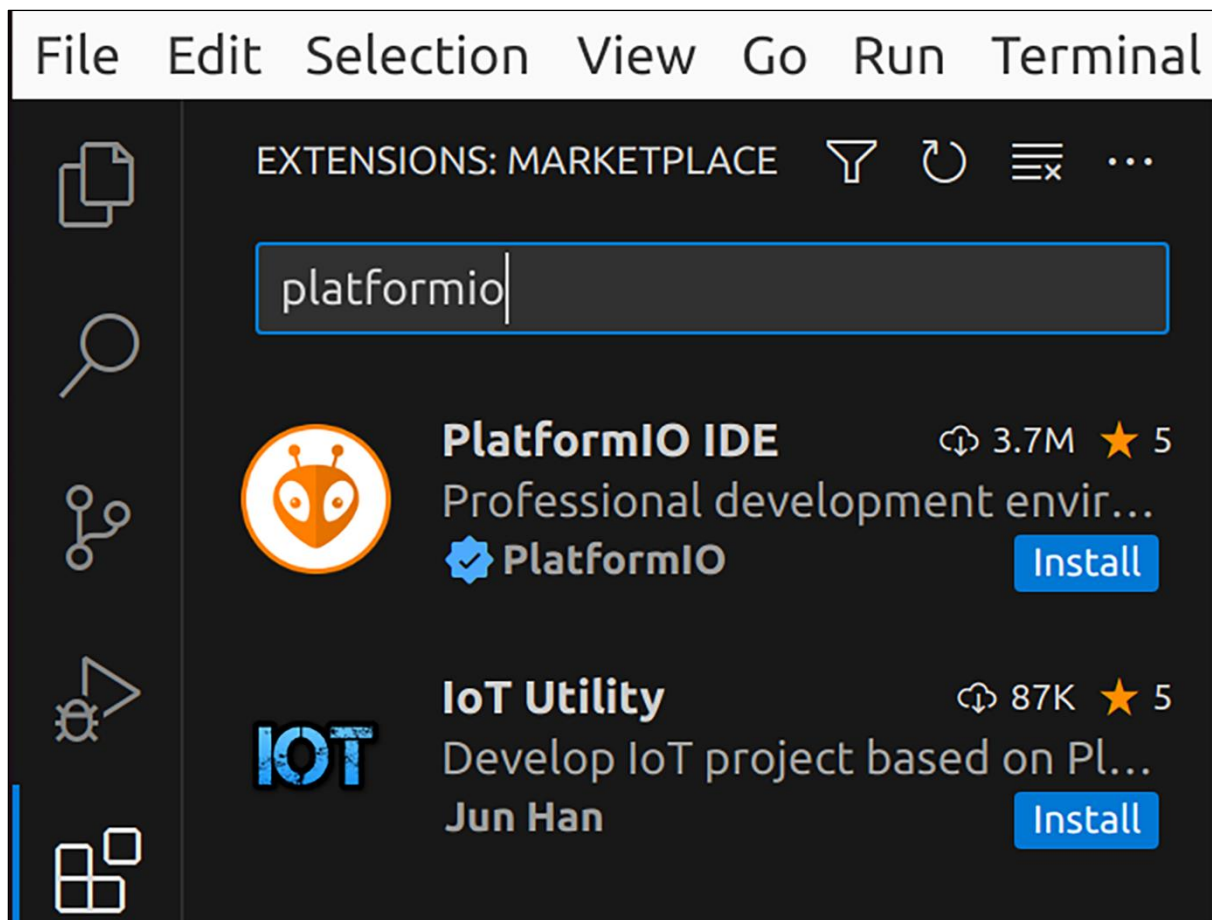 File Edit Selection View Go Run Terminal
EXTENSIONS: MARKETPLACE
platformio
PlatformIO IDE 3.7M 5
Professional development envir...
PlatformIO Install
IoT Utility 87K 5
IOT
Develop IoT project based on Pl...
Jun Han Install